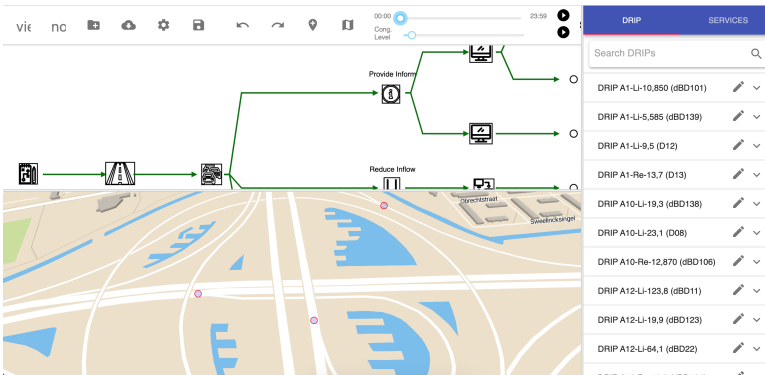 vie no
00:00 23:59
Cong.
Level
DRIP SERVICES
Search DRIPs
Provide Inform
Reduce Inflow
Obrechtstraat
Sweelincksingel
DRIP A1-Li-10,850 (dBD101)
DRIP A1-Li-5,585 (dBD139)
DRIP A1-Li-9,5 (D12)
DRIP A1-Re-13,7 (D13)
DRIP A10-Li-19,3 (dBD138)
DRIP A10-Li-23,1 (D08)
DRIP A10-Re-12,870 (dBD106)
DRIP A12-Li-123,8 (dBD11)
DRIP A12-Li-19,9 (dBD123)
DRIP A12-Li-64,1 (dBD22)